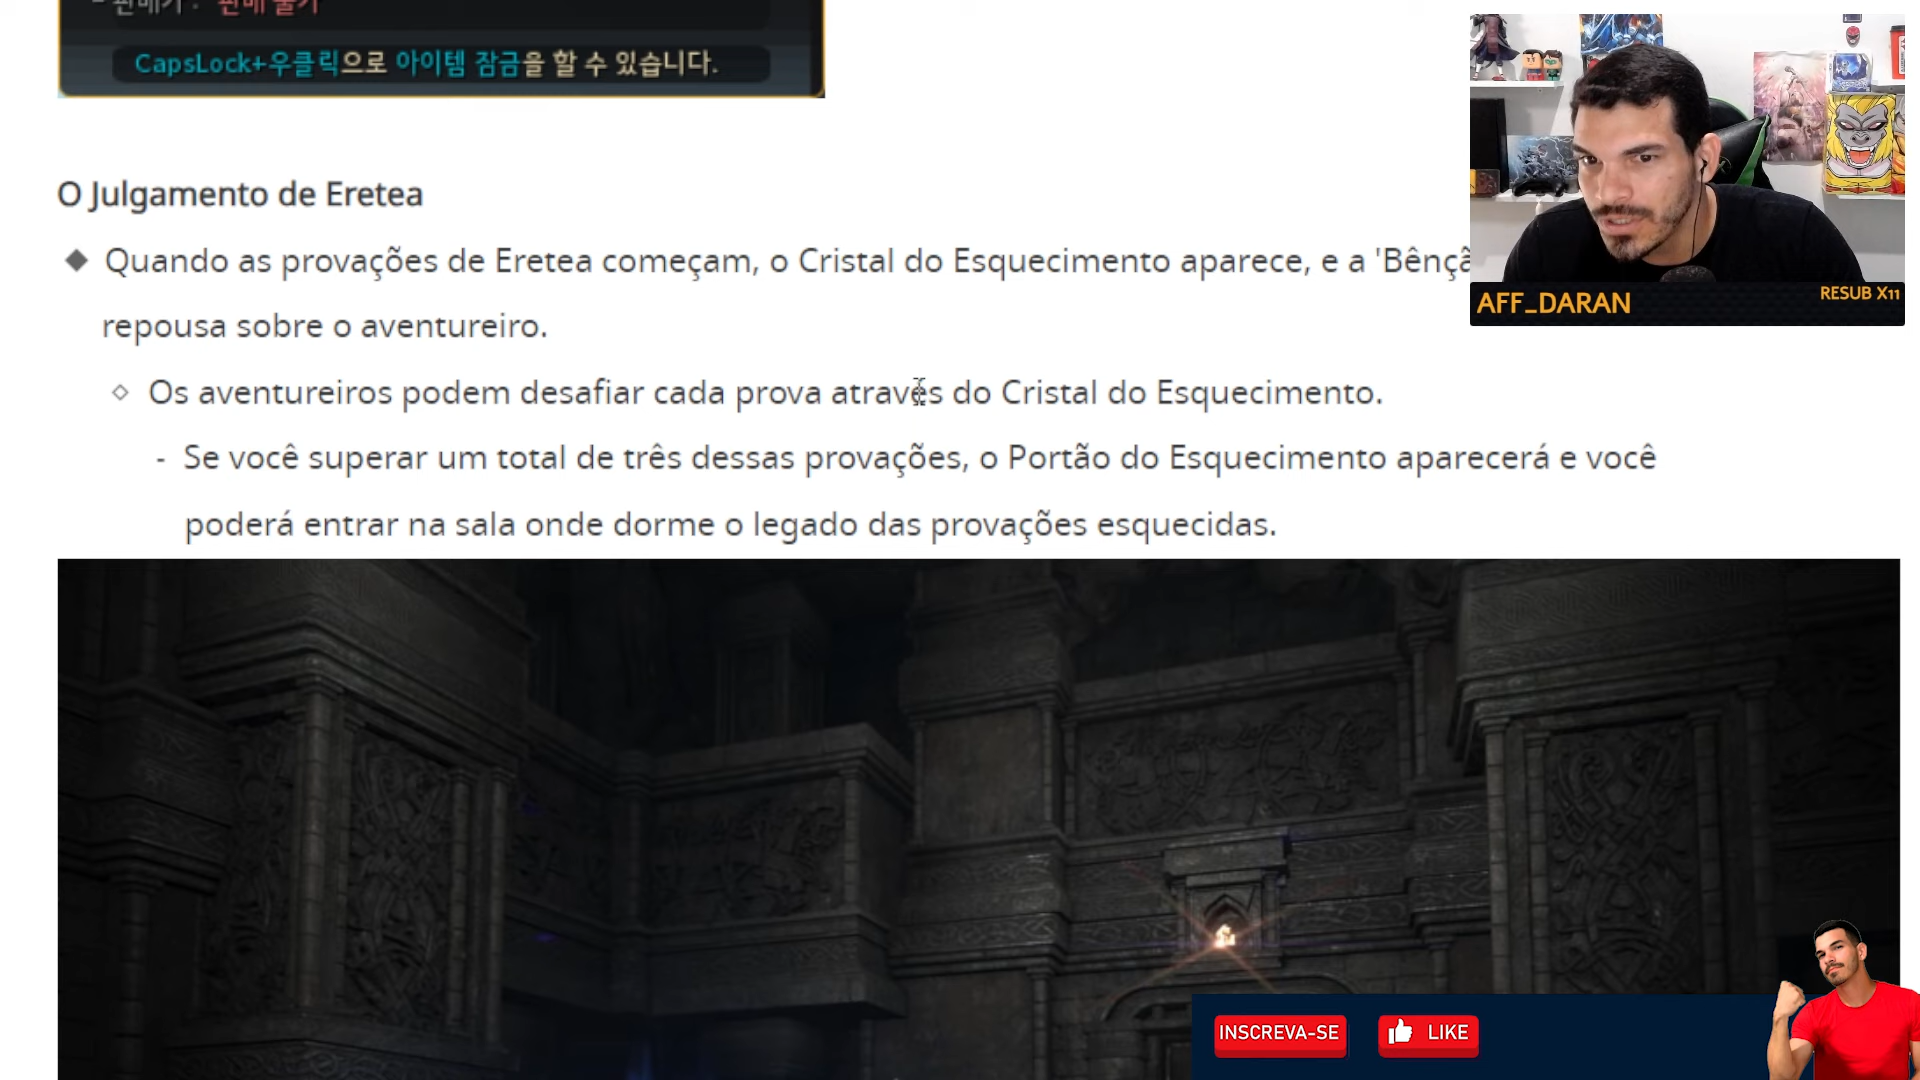 CapsLock+우클릭으로 아이템 잠금을 할 수 있습니다.
O Julgamento de Eretea
Quando as provações de Eretea começam, o Cristal do Esquecimento aparece, e a 'Bênçã
repousa sobre o aventureiro.
Os aventureiros podem desafiar cada prova através do Cristal do Esquecimento.
- Se você superar um total de três dessas provações, o Portão do Esquecimento aparecerá e você
poderá entrar na sala onde dorme o legado das provações esquecidas.
AFF_DARAN
RESUB X11
INSCREVA-SE
LIKE